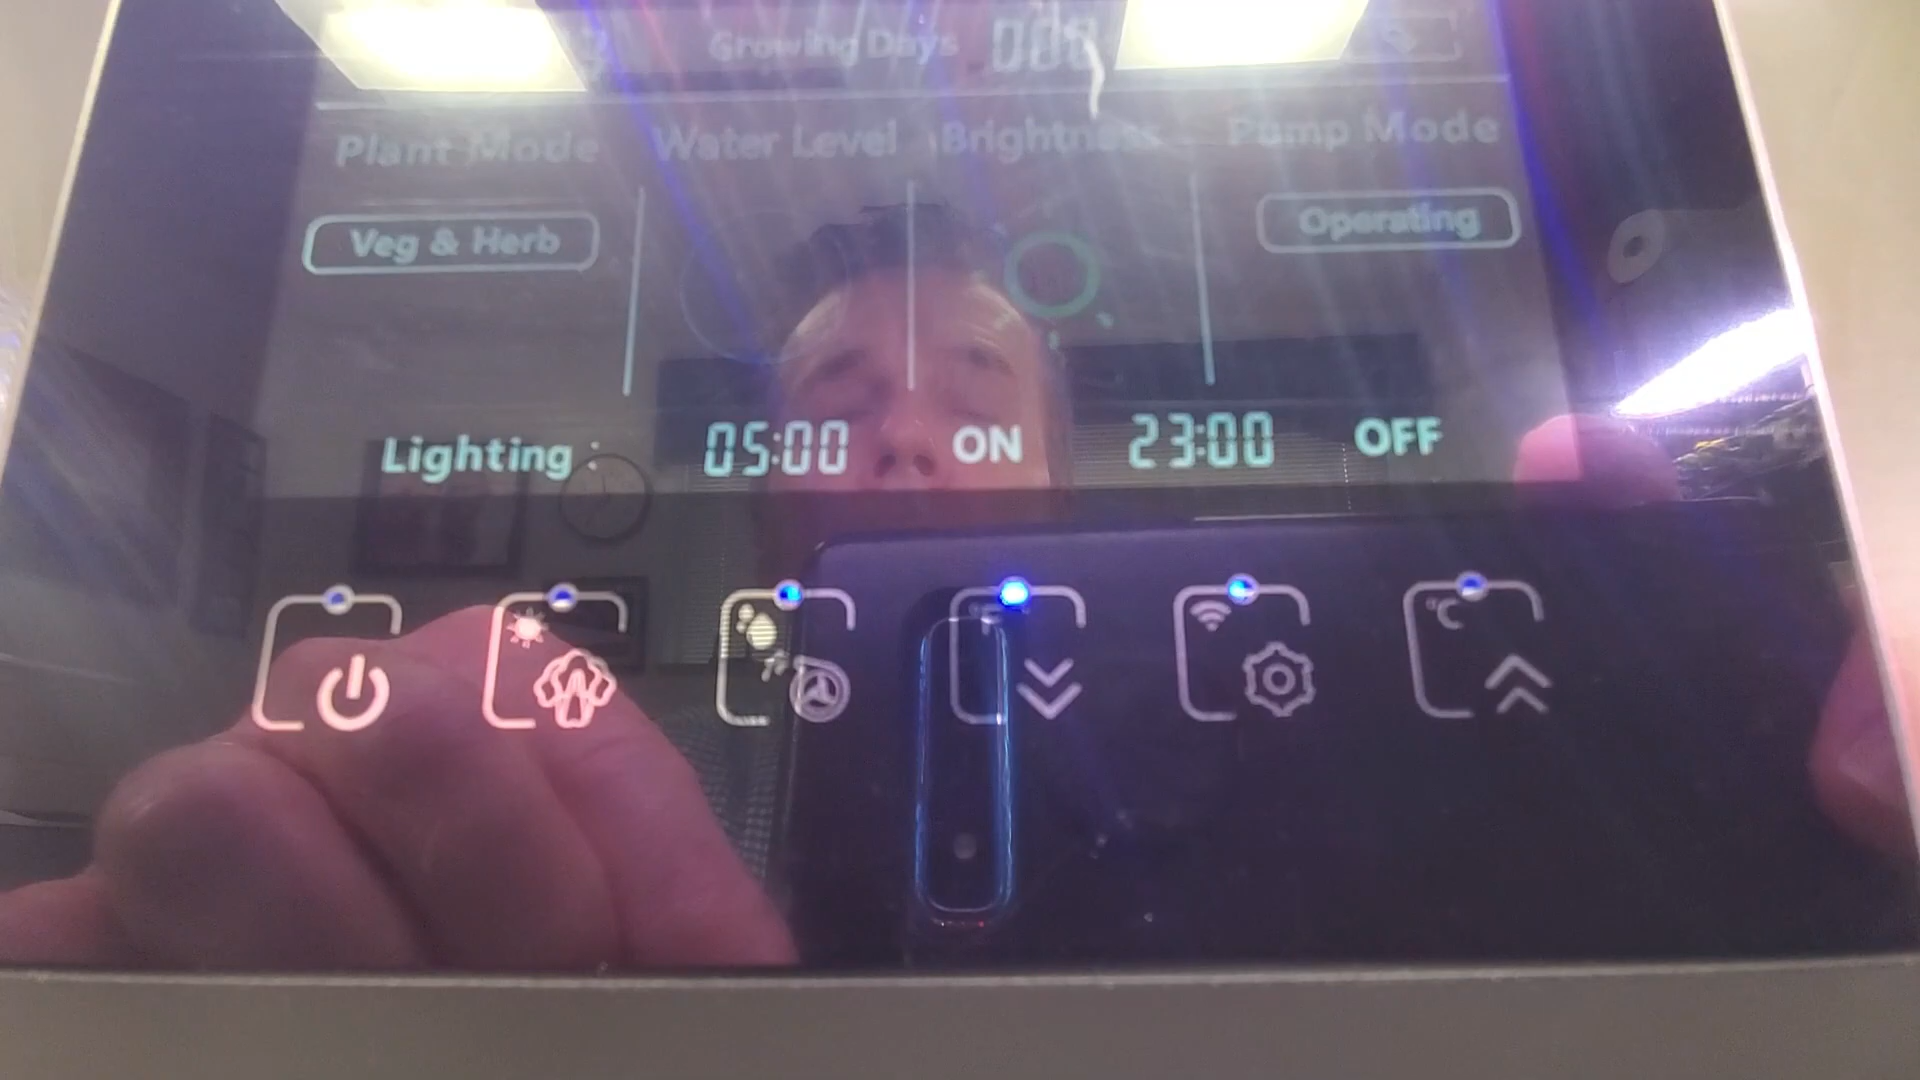 Growing Days 000
Plant Mode Water Level Brightness Pump Mode
Veg & Herb Operating
Lighting : 05:00 ON 23:00 OFF
°F °C